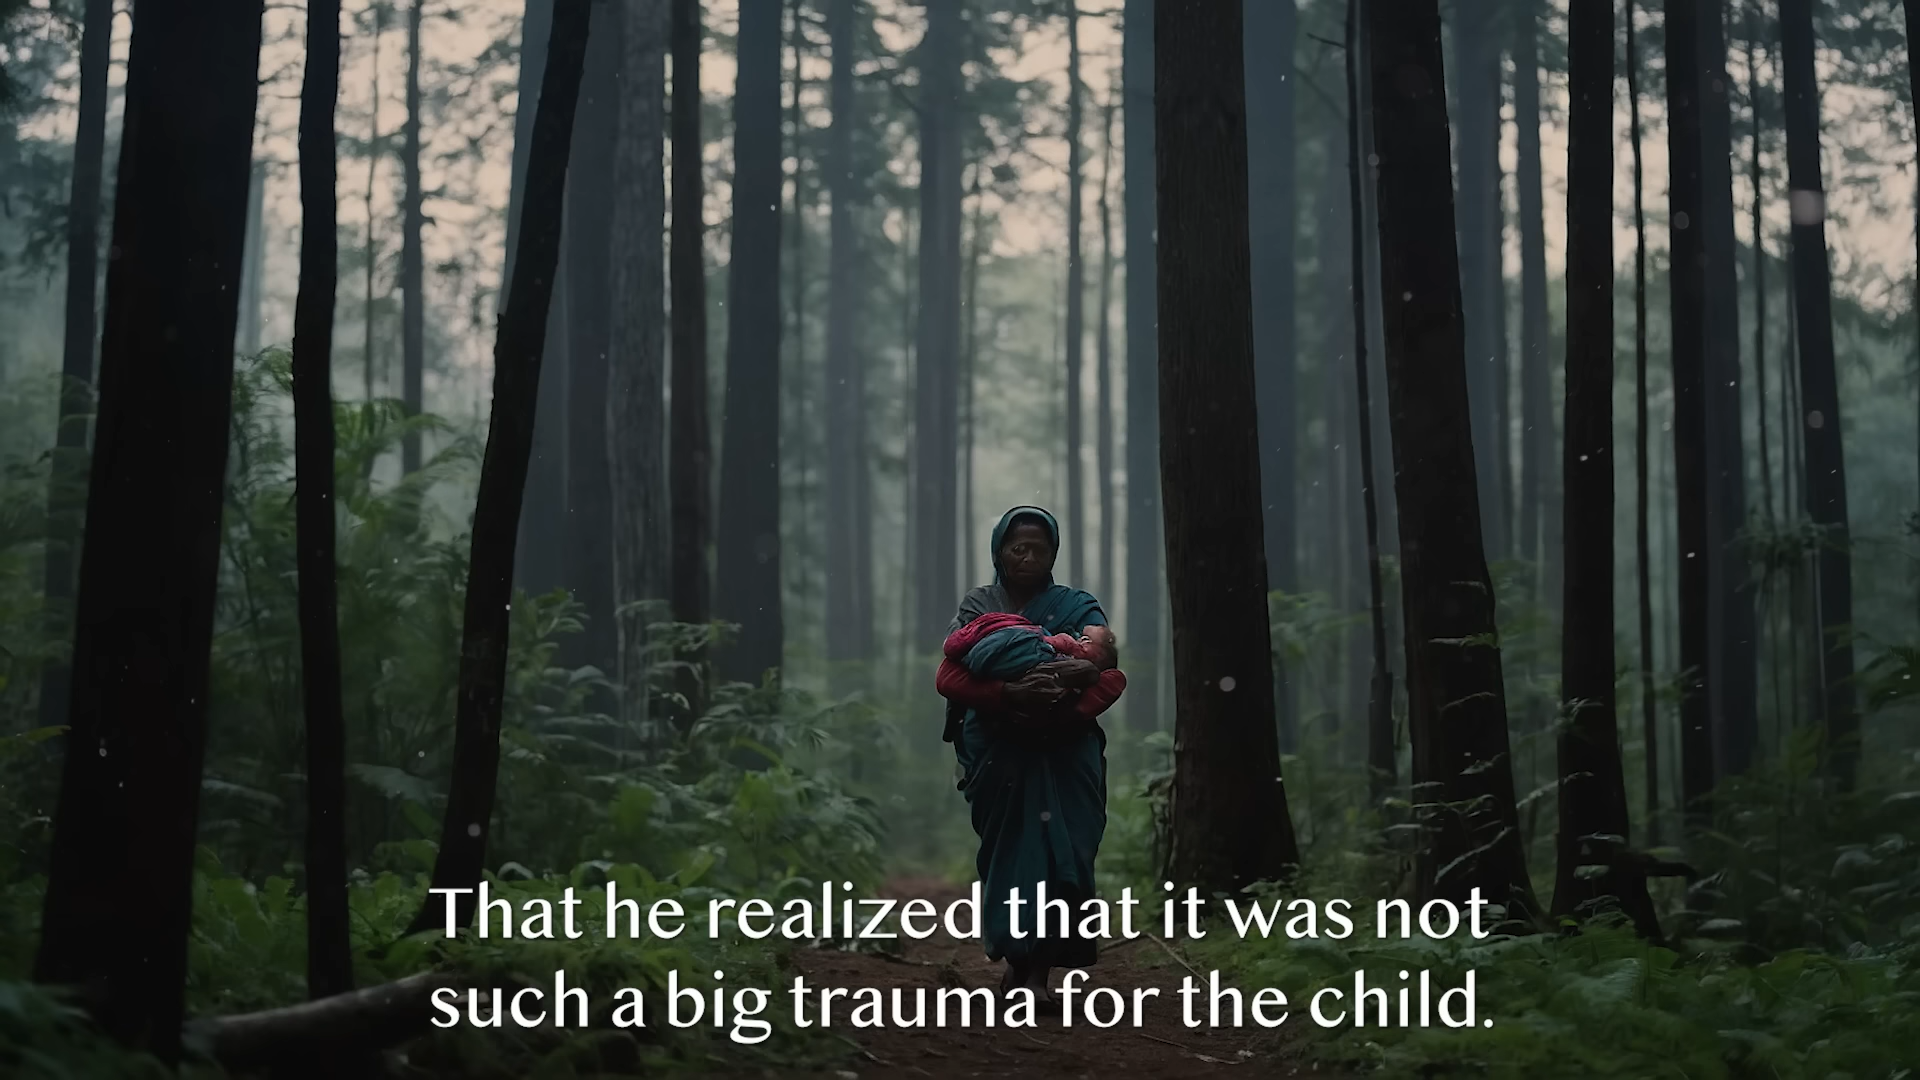 That he realized that it was not
such a big trauma for the child.